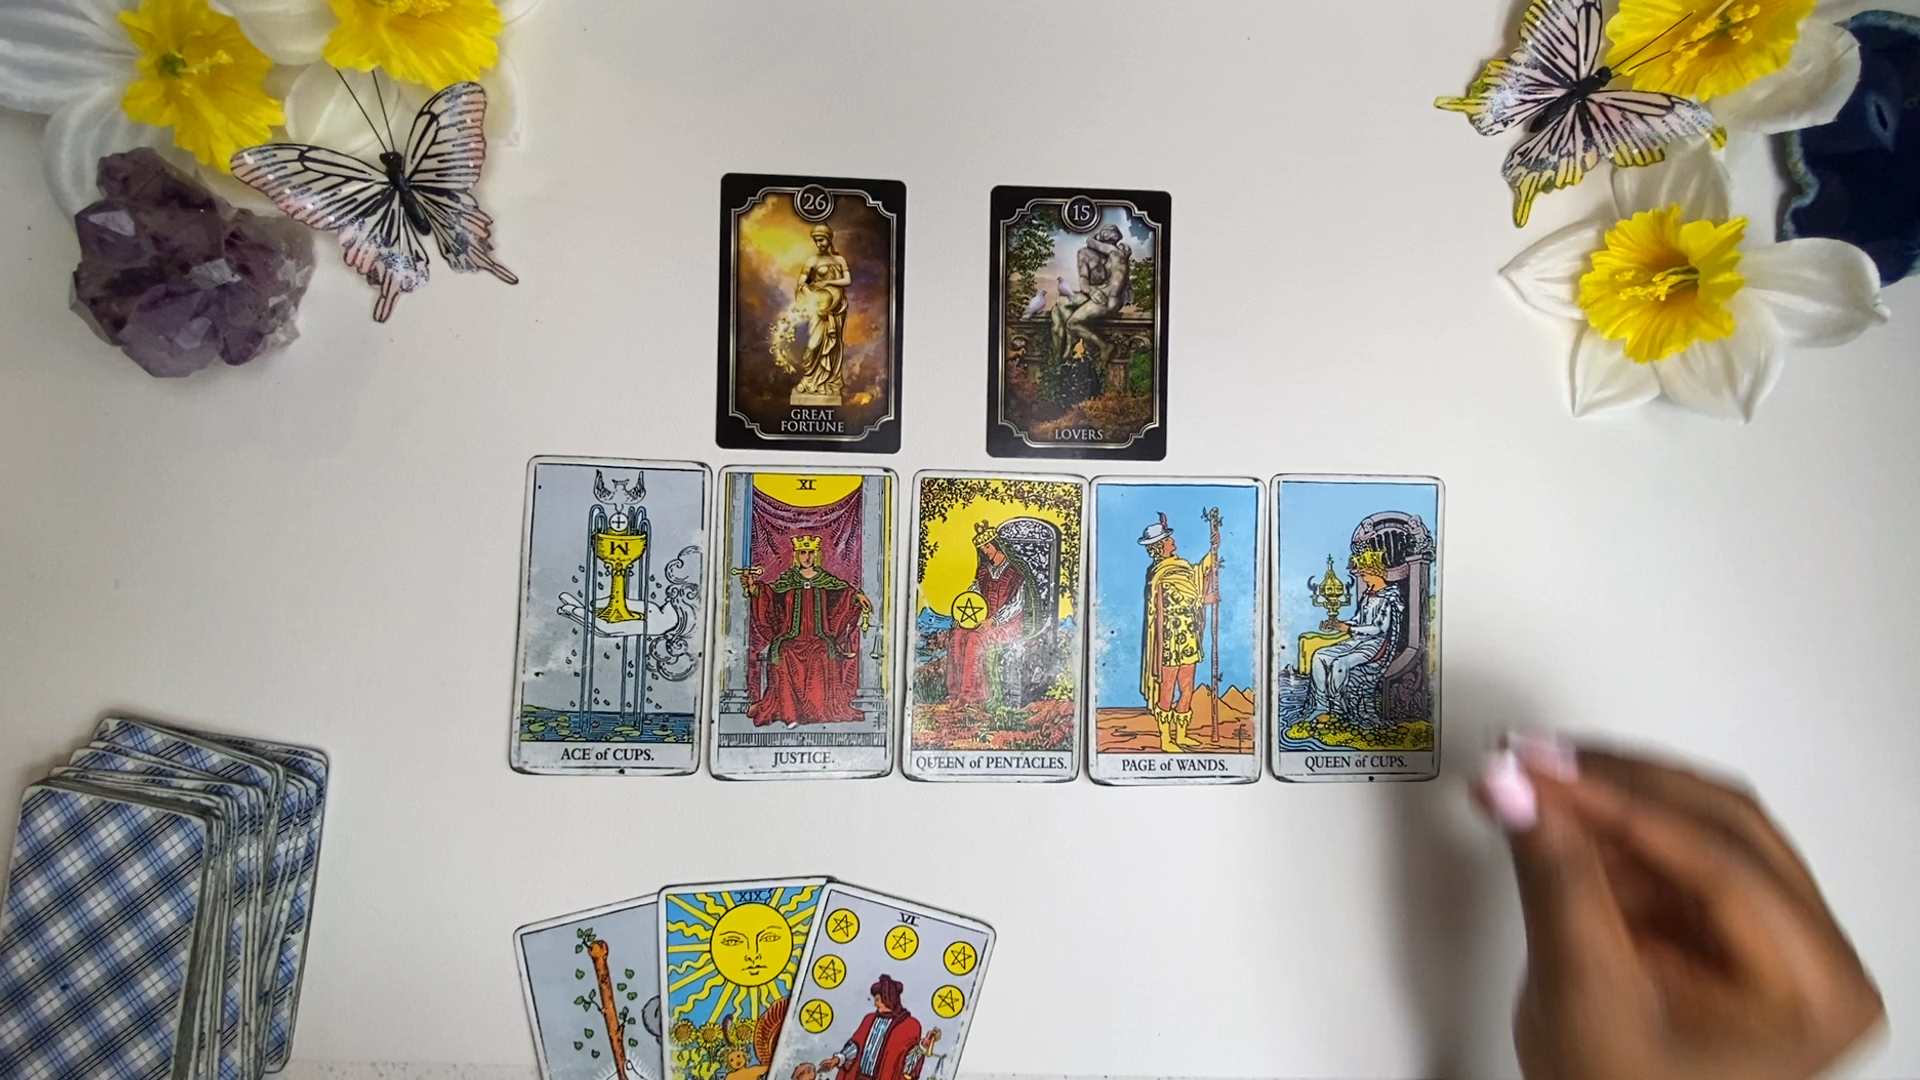 26
GREAT
FORTUNE
15
LOVERS
ACE of CUPS.
XI
JUSTICE.
QUEEN of PENTACLES.
PAGE of WANDS.
QUEEN of CUPS.
XIX
VI